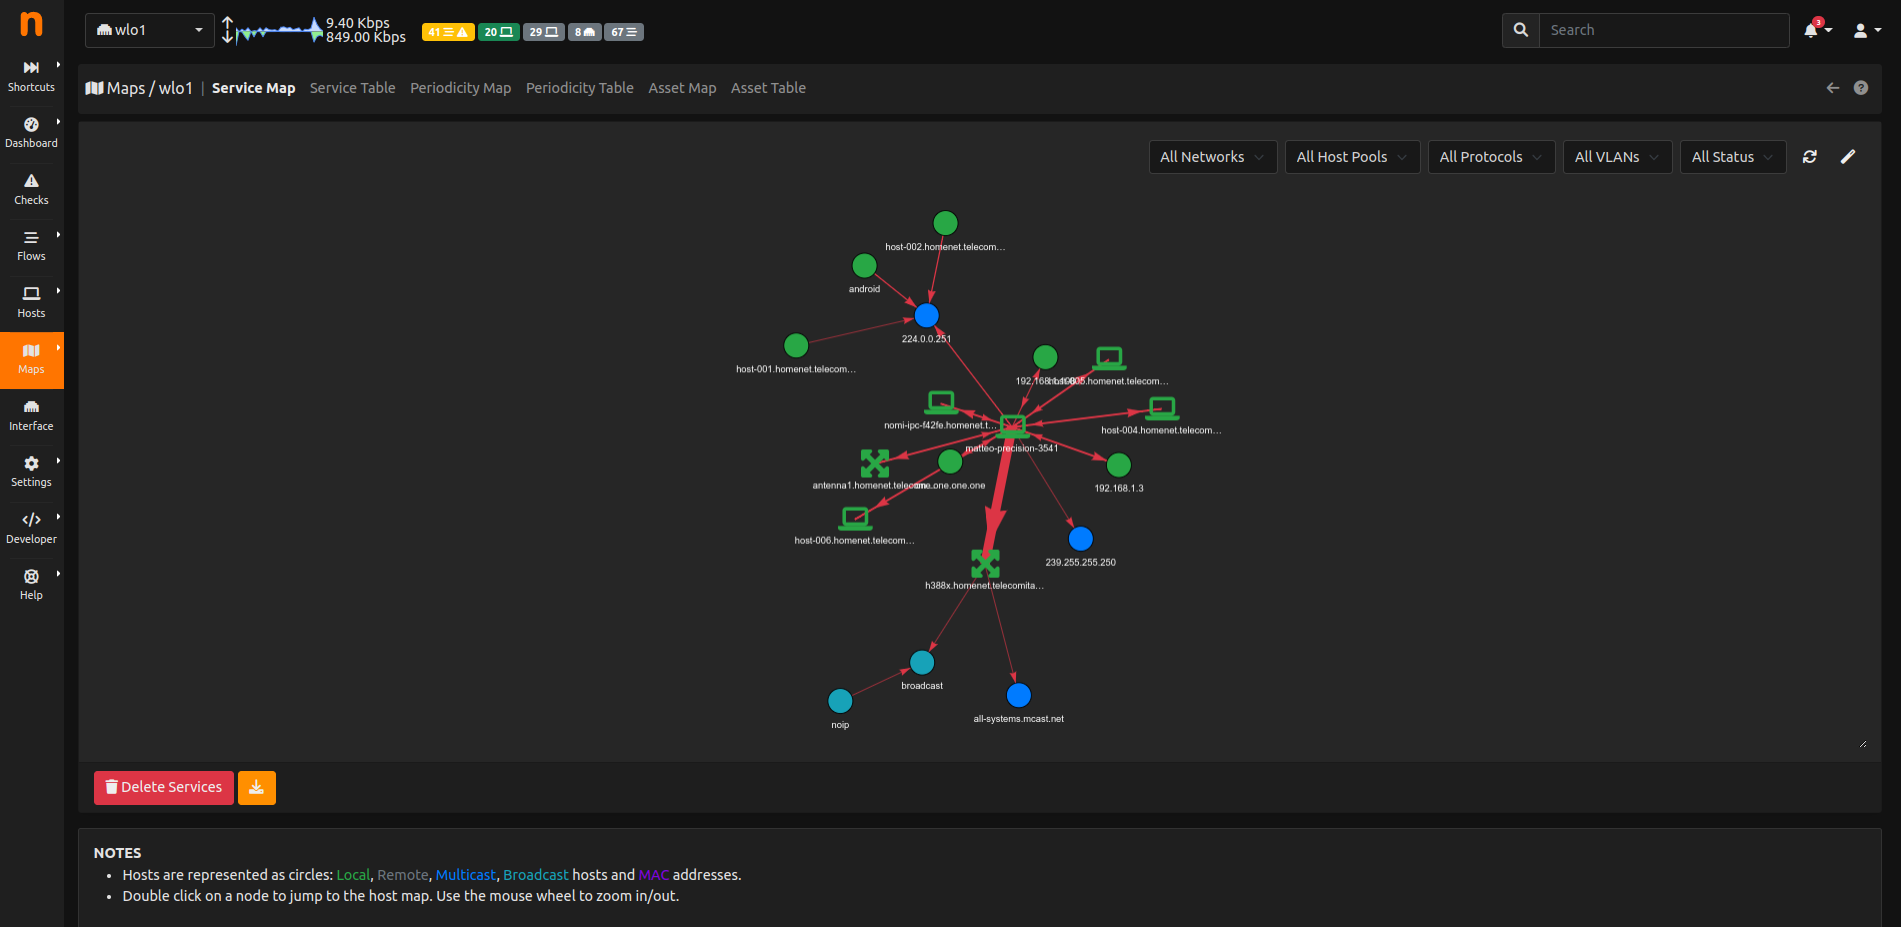 n
wlo1
9.40 Kbps
849.00 Kbps
41
20
29
8
67
Search
3
Shortcuts
Dashboard
Checks
Flows
Hosts
Maps
Interface
Settings
Developer
Help
Maps / wlo1 | Service Map Service Table Periodicity Map Periodicity Table Asset Map Asset Table
All Networks All Host Pools All Protocols All VLANs All Status
host-002.homenet.telecom...
android
224.0.0.251
host-001.homenet.telecom...
homenet.telecom...
nomi-ipc-f42fe.homenet.t...
host-004.homenet.telecom...
matteo-precision-3541
antenna1.homenet.telecom...
one.one.one.one
192.168.1.3
host-006.homenet.telecom...
239.255.255.250
h388x.homenet.telecomita...
broadcast
noip
all-systems.mcast.net
Delete Services
NOTES
• Hosts are represented as circles: Local, Remote, Multicast, Broadcast hosts and MAC addresses.
• Double click on a node to jump to the host map. Use the mouse wheel to zoom in/out.